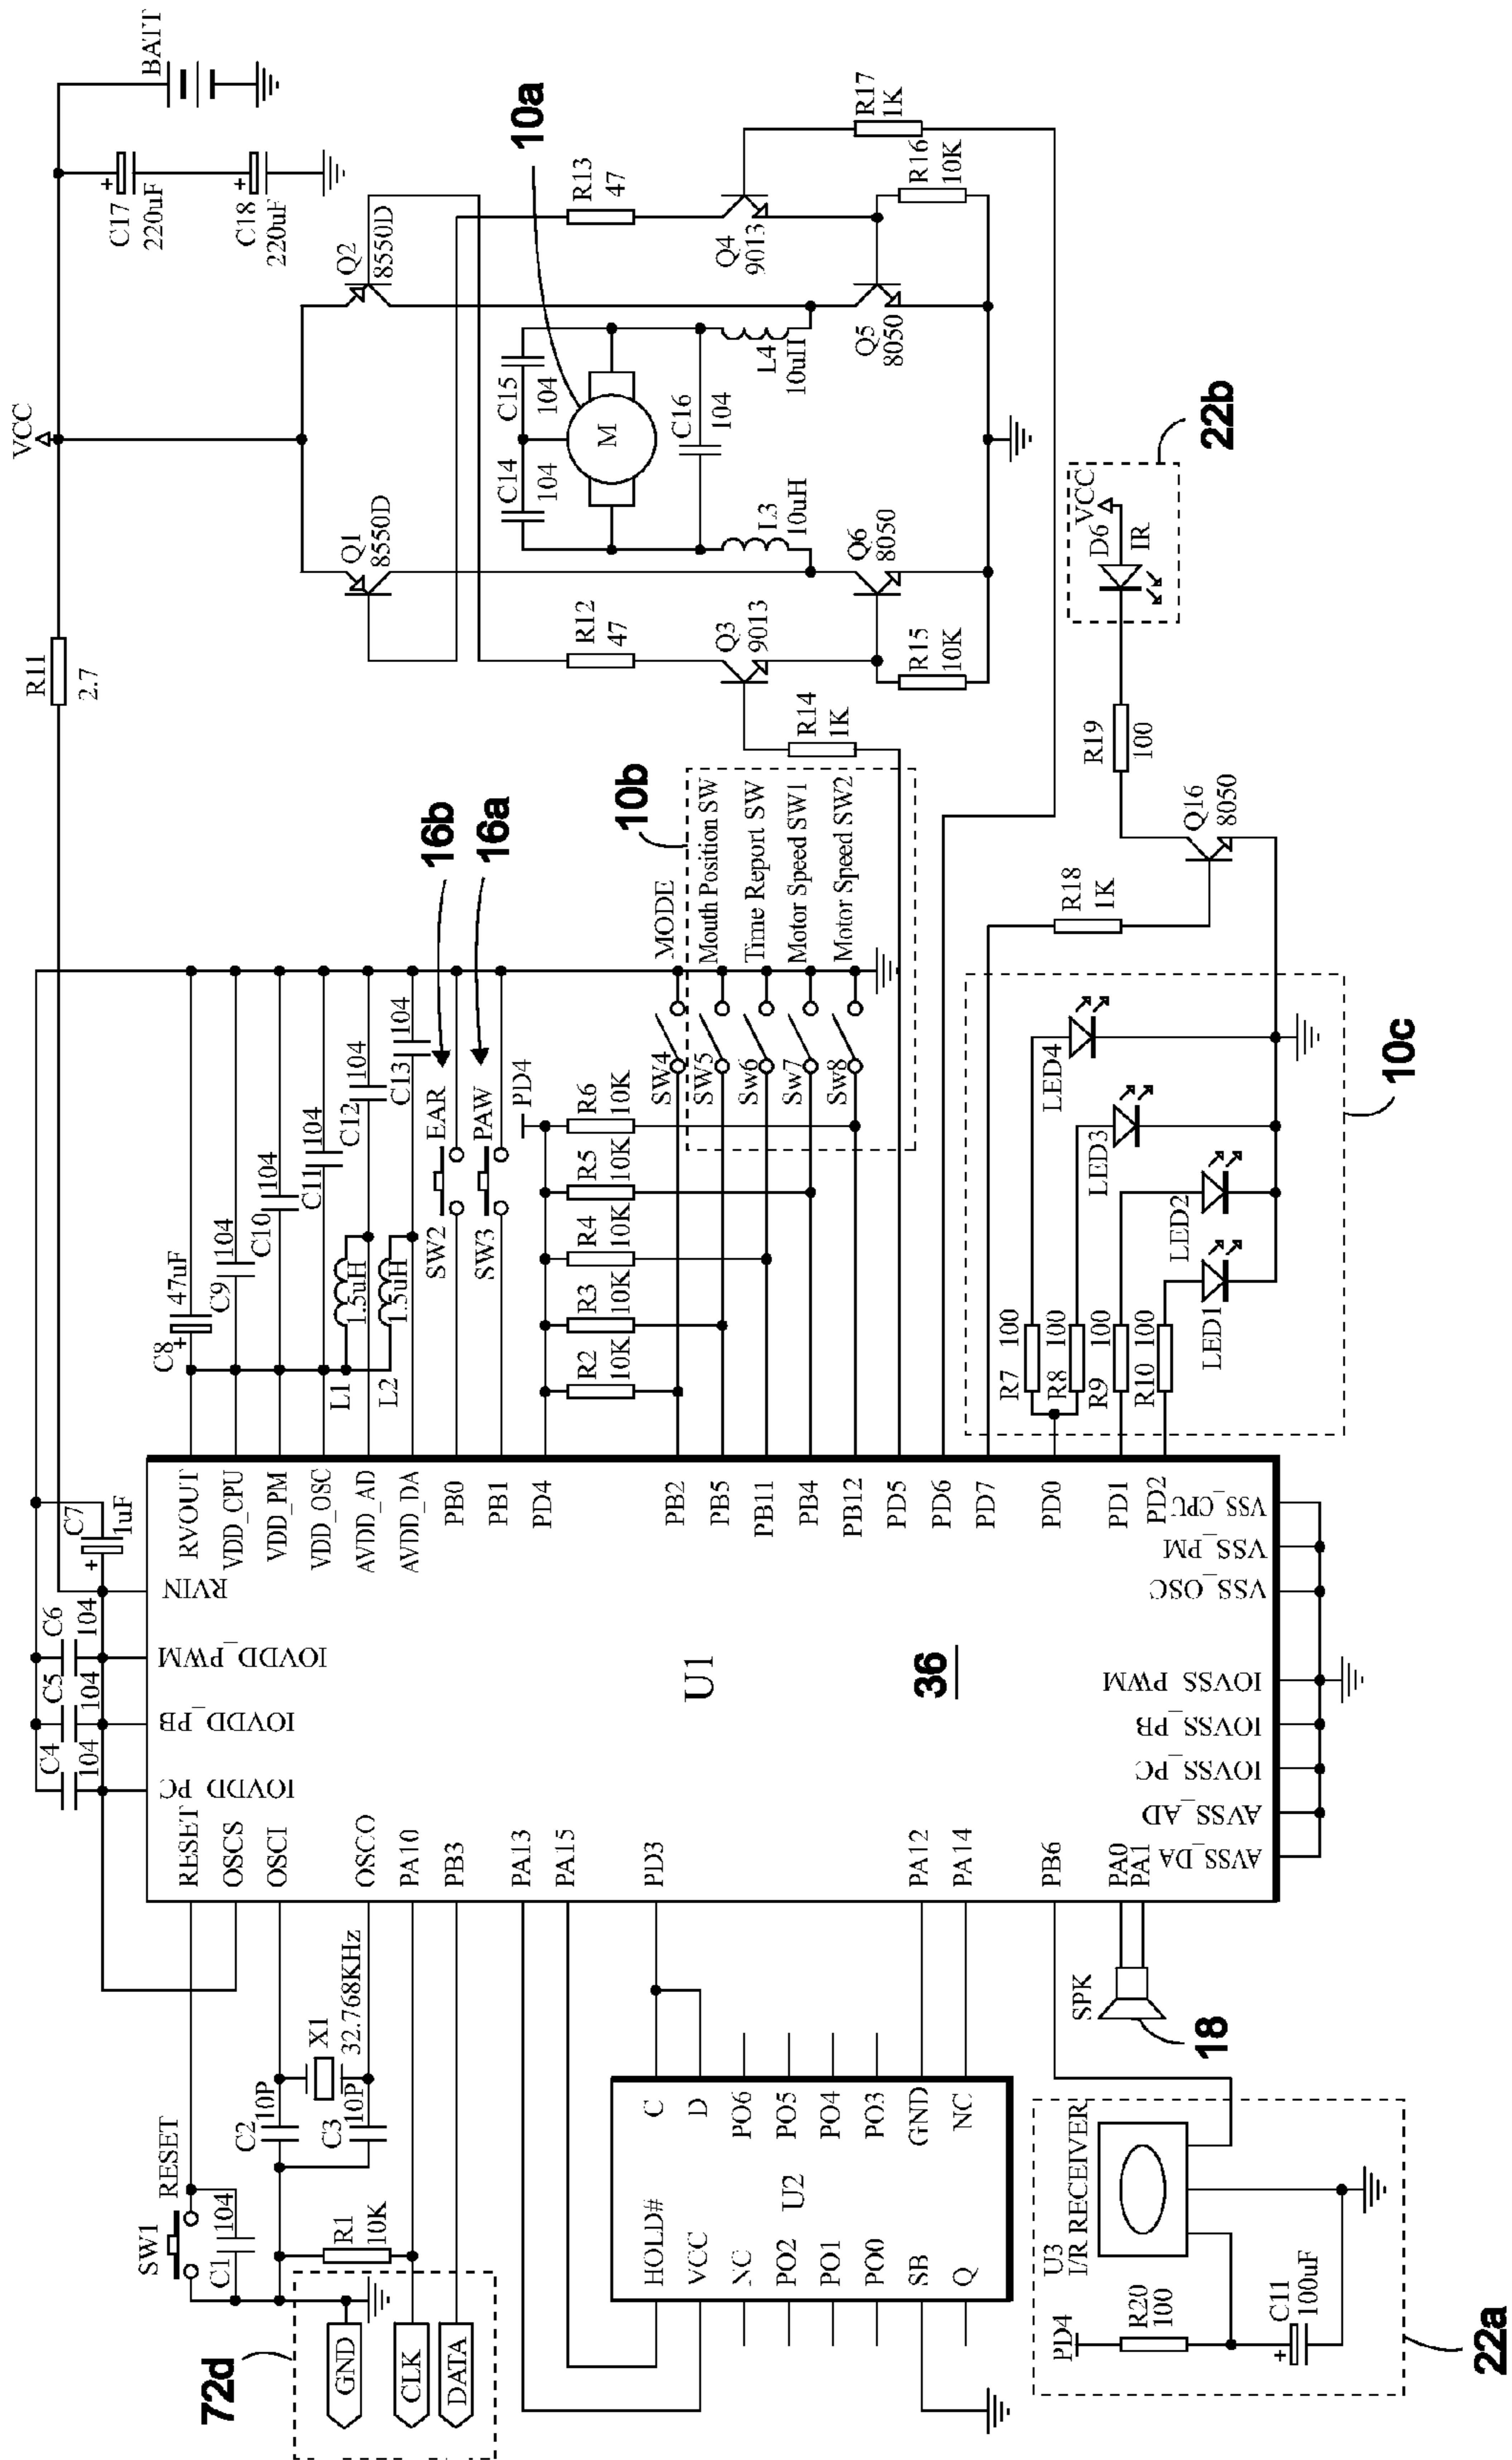 VCC
BATT
C17
220uF
C18
220uF
R11
2.7
Q1
8550D
Q2
8550D
10a
C14
104
C15
104
M
C16
104
L3
10uH
L4
R12
47
R13
47
Q3
9013
Q4
9013
Q6
8050
Q5
8050
R15
10K
R16
10K
R17
1K
R14
1K
22b
VCC
D6
IR
R19
100
Q16
8050
R18
1K
16b
16a
10b
MODE
Mouth Position SW
Time Report SW
Motor Speed SW1
Motor Speed SW2
SW4
SW5
Sw6
Sw7
Sw8
C8
47uF
C9
104
C10
104
C11
104
C12
104
C13
104
L1
1.5uH
L2
1.5uH
SW2
EAR
SW3
PAW
PD4
R2
10K
R3
10K
R4
10K
R5
10K
R6
10K
R7
100
R8
100
R9
100
R10
100
LED1
LED2
LED3
LED4
10c
C4
104
C5
104
C6
104
C7
1uF
RVIN
IOVDD_PWM
IOVDD_PB
IOVDD_PC
RVOUT
VDD_CPU
VDD_PM
VDD_OSC
AVDD_AD
AVDD_DA
PB0
PB1
PD4
PB2
PB5
PB11
PB4
PB12
PD5
PD6
PD7
PD0
PD1
PD2
U1
36
VSS_CPU
VSS_PM
VSS_OSC
IOVSS_PWM
IOVSS_PB
IOVSS_PC
AVSS_AD
AVSS_DA
RESET
OSCS
OSCI
OSCO
PA10
PB3
PA13
PA15
PD3
PA12
PA14
PB6
PA0
PA1
SW1
RESET
C1
104
C2
10P
C3
10P
X1
32.768KHz
R1
10K
72d
GND
CLK
DATA
HOLD#
VCC
NC
PO2
PO1
PO0
SB
Q
U2
C
D
PO6
PO5
PO4
PO3
GND
NC
SPK
18
U3
I/R RECEIVER
PD4
R20
100
C11
100uF
22a